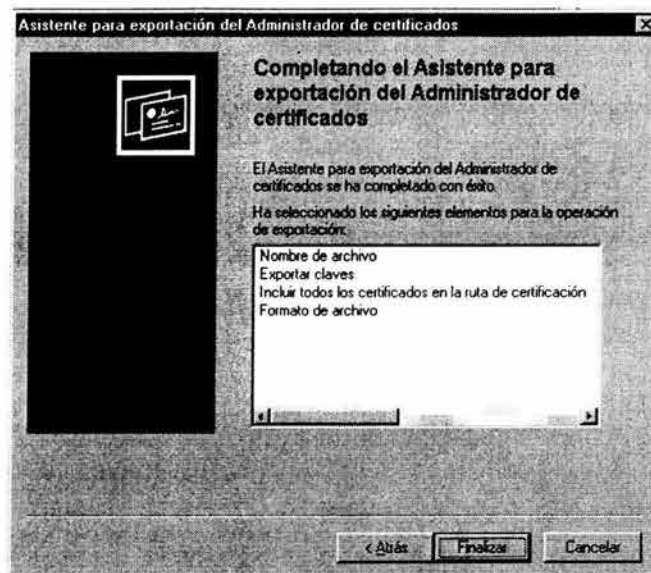 Asistente para exportación del Administrador de certificados
Completando el Asistente para
exportación del Administrador de
certificados
El Asistente para exportación del Administrador de
certificados se ha completado con éxito.
Ha seleccionado los siguientes elementos para la operación
de exportación:
Nombre de archivo
Exportar claves
Incluir todos los certificados en la ruta de certificación
Formato de archivo
< Atrás
Finalizar
Cancelar